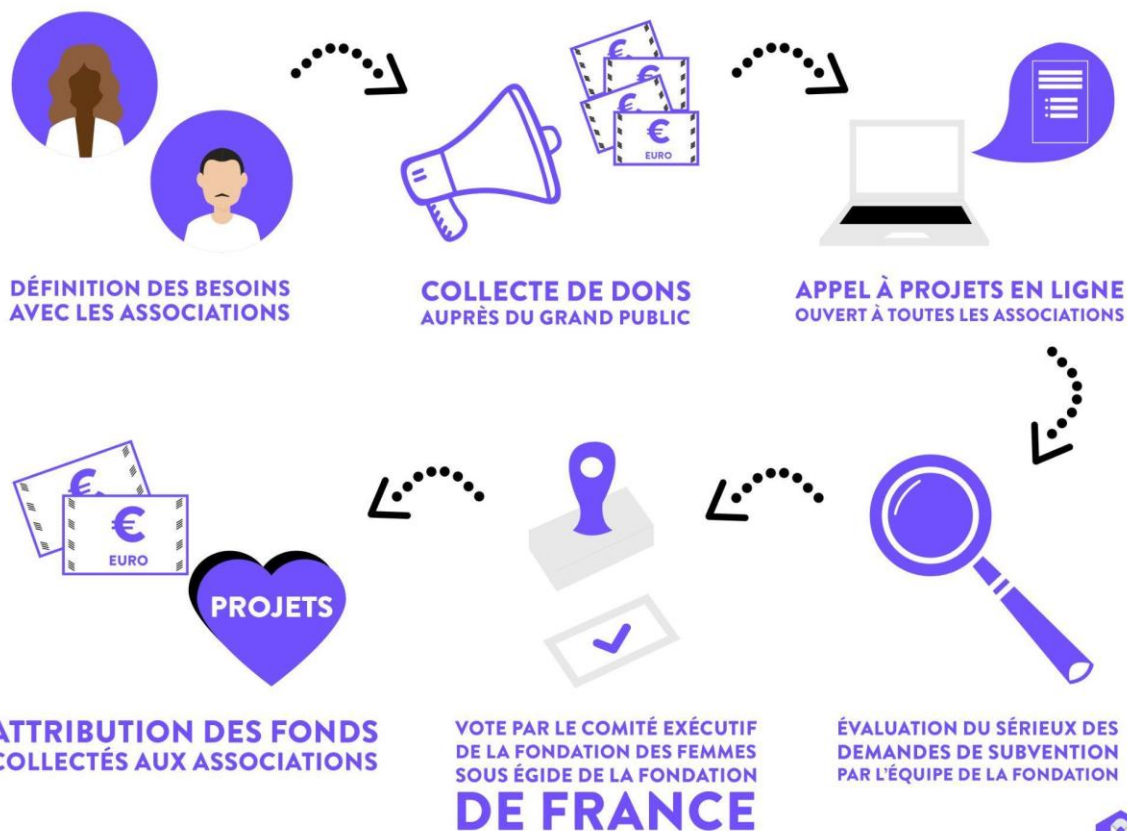 €
€
€
€
EURO
DÉFINITION DES BESOINS
AVEC LES ASSOCIATIONS
COLLECTE DE DONS
AUPRÈS DU GRAND PUBLIC
APPEL À PROJETS EN LIGNE
OUVERT À TOUTES LES ASSOCIATIONS
€
€
EURO
PROJETS
ATTRIBUTION DES FONDS
COLLECTÉS AUX ASSOCIATIONS
VOTE PAR LE COMITÉ EXÉCUTIF
DE LA FONDATION DES FEMMES
SOUS ÉGIDE DE LA FONDATION
DE FRANCE
ÉVALUATION DU SÉRIEUX DES
DEMANDES DE SUBVENTION
PAR L'ÉQUIPE DE LA FONDATION